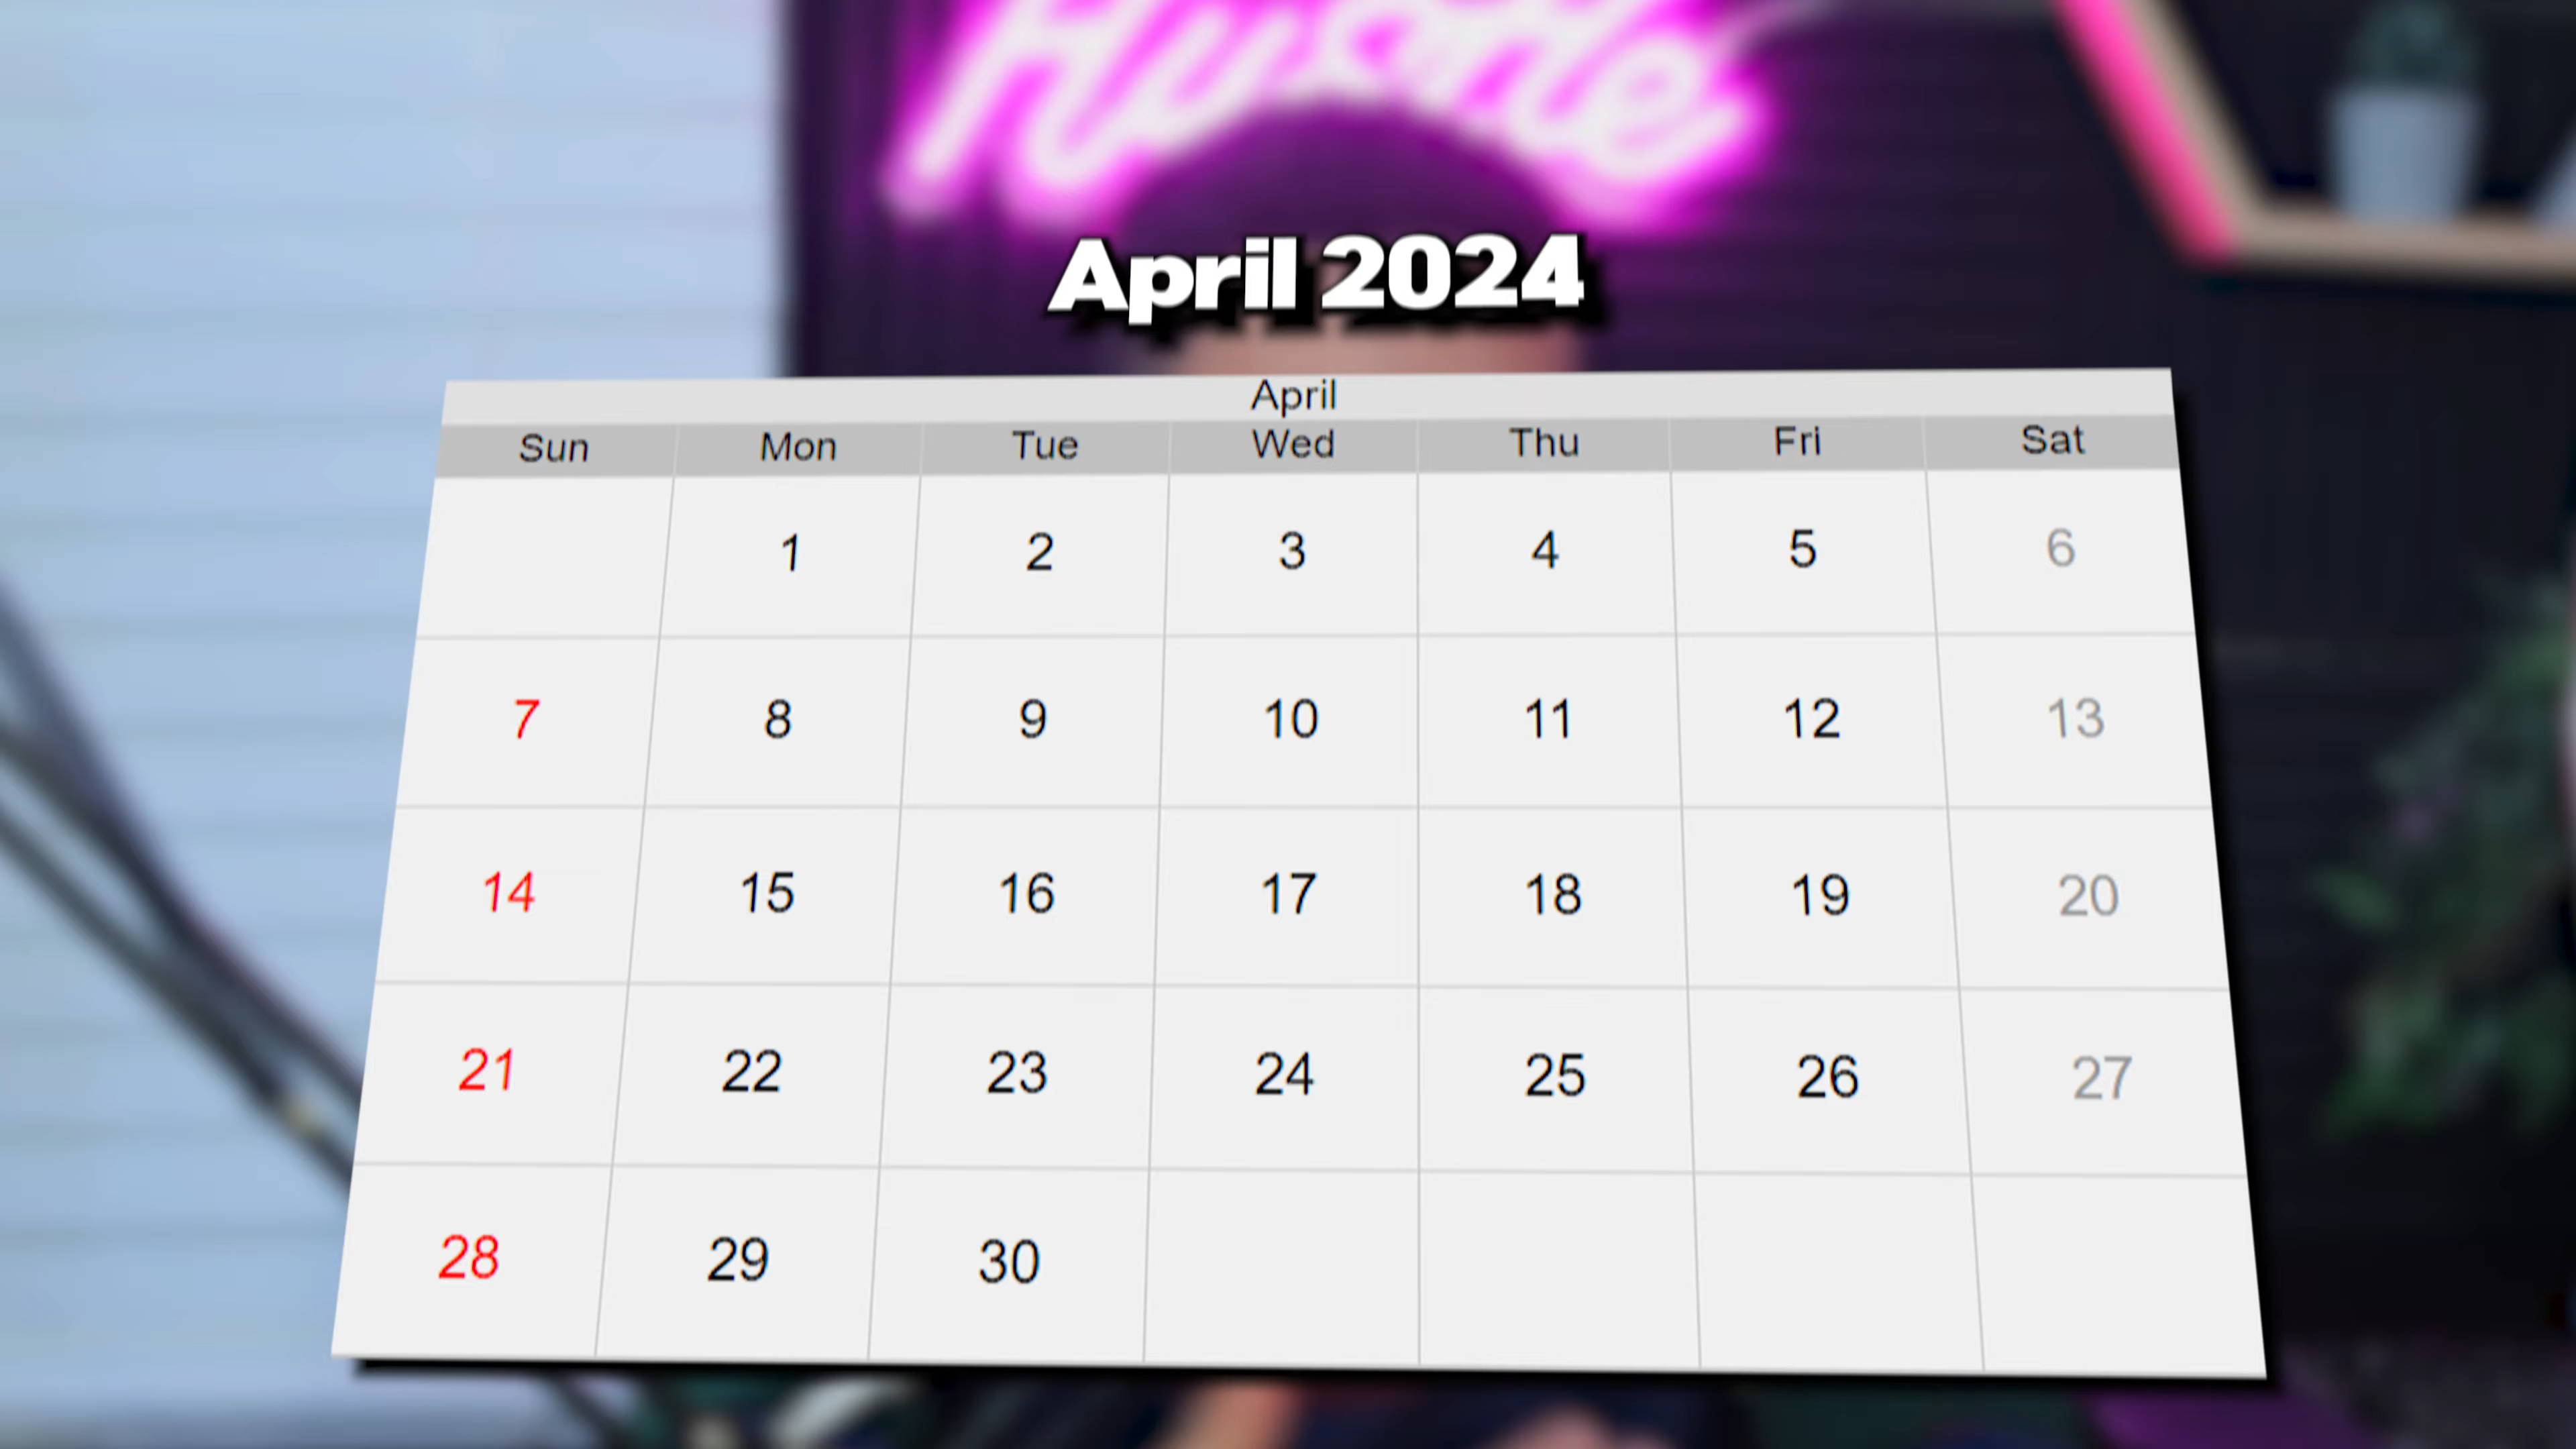 Hustle
April 2024
April
Sun Mon Tue Wed Thu Fri Sat
1 2 3 4 5 6
7 8 9 10 11 12 13
14 15 16 17 18 19 20
21 22 23 24 25 26 27
28 29 30